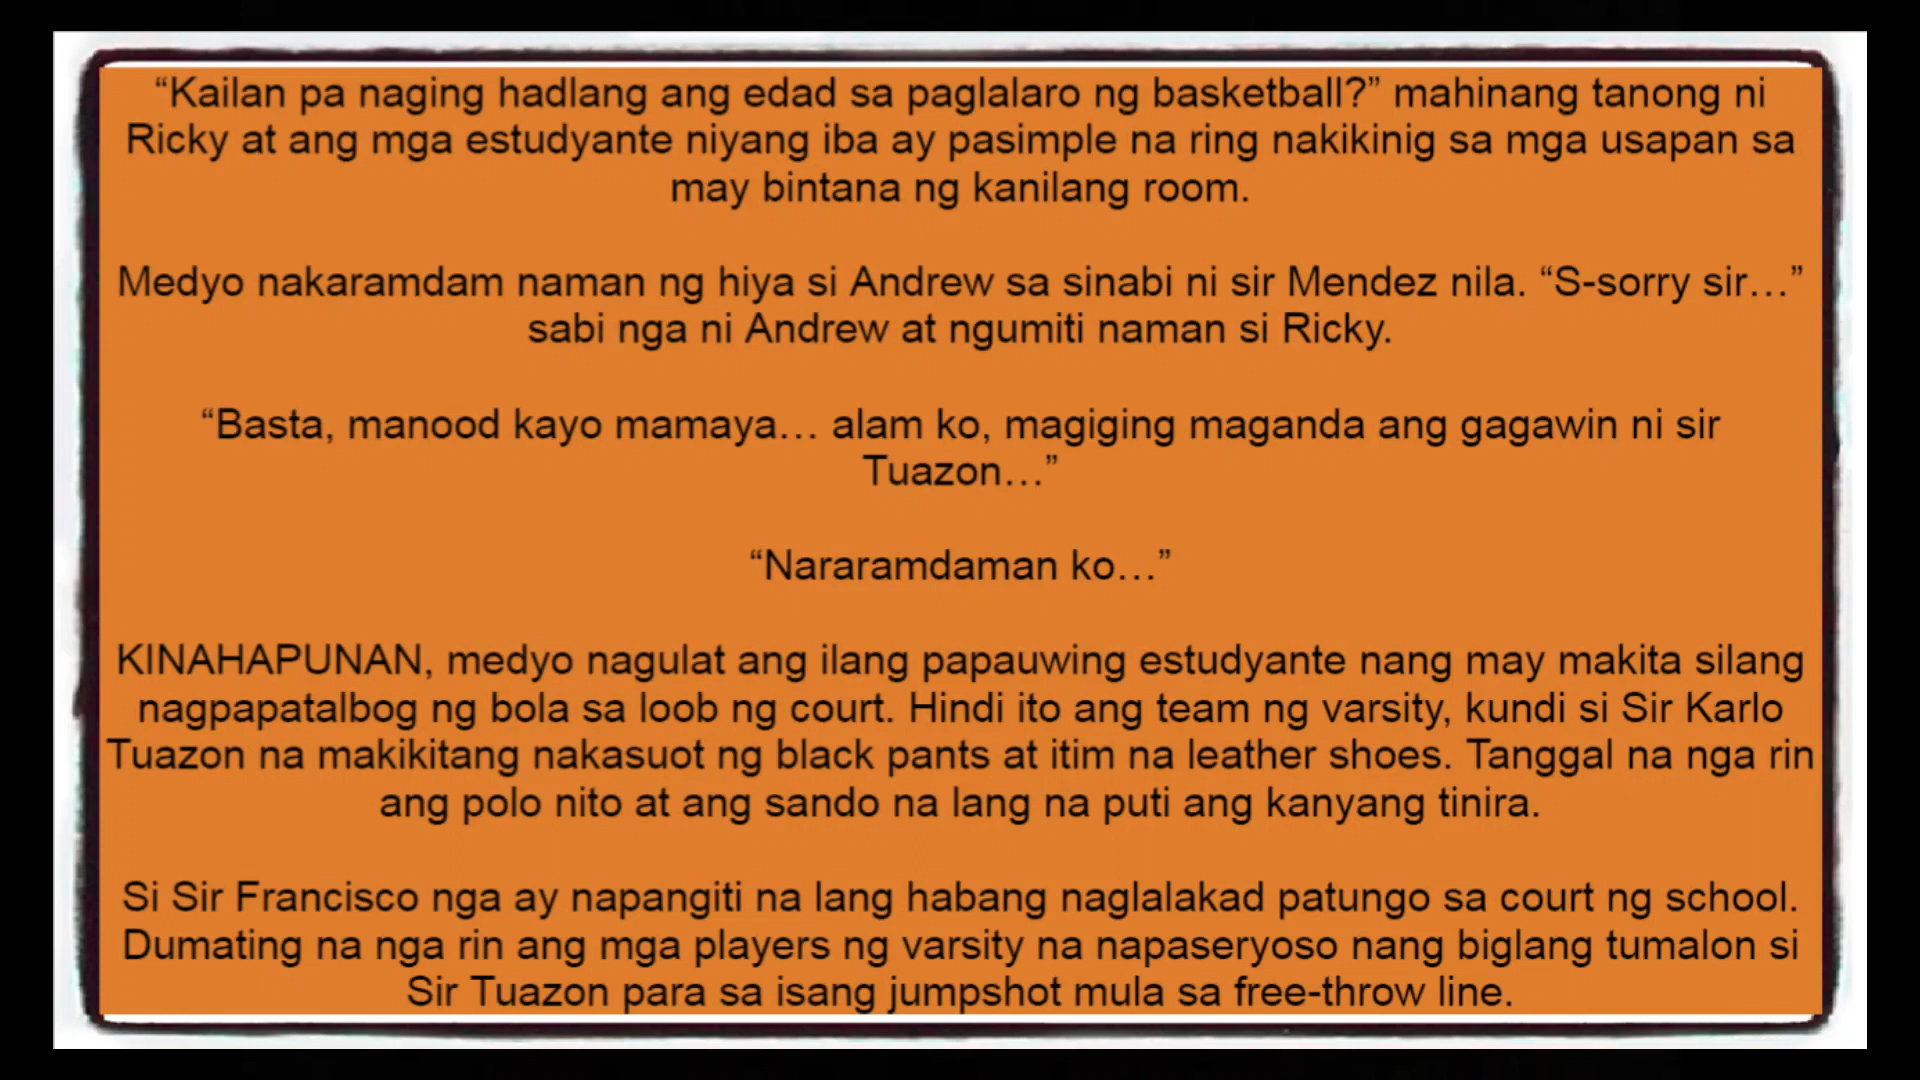 “Kailan pa naging hadlang ang edad sa paglalaro ng basketball?” mahinang tanong ni
Ricky at ang mga estudyante niyang iba ay pasimple na ring nakikinig sa mga usapan sa
may bintana ng kanilang room.
Medyo nakaramdam naman ng hiya si Andrew sa sinabi ni sir Mendez nila. “S-sorry sir…”
sabi nga ni Andrew at ngumiti naman si Ricky.
“Basta, manood kayo mamaya… alam ko, magiging maganda ang gagawin ni sir
Tuazon…”
“Nararamdaman ko…”
KINAHAPUNAN, medyo nagulat ang ilang papauwing estudyante nang may makita silang
nagpapatalbog ng bola sa loob ng court. Hindi ito ang team ng varsity, kundi si Sir Karlo
Tuazon na makikitang nakasuot ng black pants at itim na leather shoes. Tanggal na nga rin
ang polo nito at ang sando na lang na puti ang kanyang tinira.
Si Sir Francisco nga ay napangiti na lang habang naglalakad patungo sa court ng school.
Dumating na nga rin ang mga players ng varsity na napaseryoso nang biglang tumalon si
Sir Tuazon para sa isang jumpshot mula sa free-throw line.